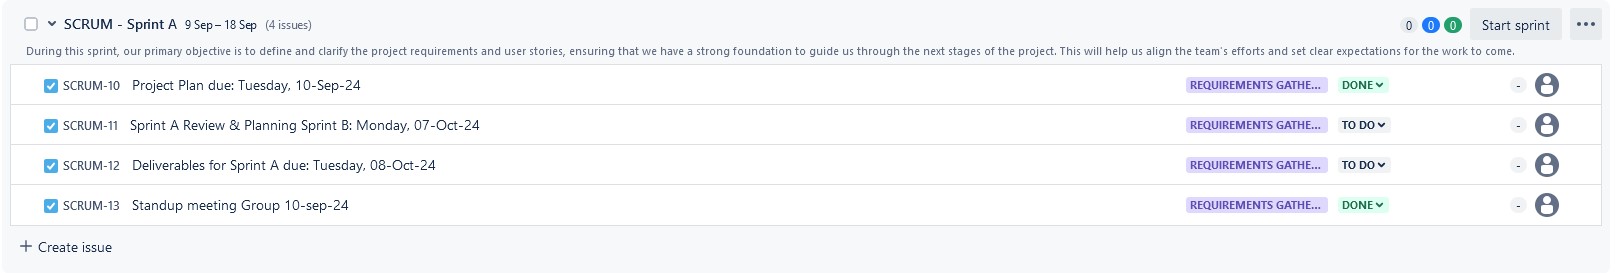 SCRUM - Sprint A 9 Sep – 18 Sep (4 issues) 0 0 0 Start sprint
During this sprint, our primary objective is to define and clarify the project requirements and user stories, ensuring that we have a strong foundation to guide us through the next stages of the project. This will help us align the team's efforts and set clear expectations for the work to come.
SCRUM-10 Project Plan due: Tuesday, 10-Sep-24 REQUIREMENTS GATHE... DONE -
SCRUM-11 Sprint A Review & Planning Sprint B: Monday, 07-Oct-24 REQUIREMENTS GATHE... TO DO -
SCRUM-12 Deliverables for Sprint A due: Tuesday, 08-Oct-24 REQUIREMENTS GATHE... TO DO -
SCRUM-13 Standup meeting Group 10-sep-24 REQUIREMENTS GATHE... DONE -
+ Create issue